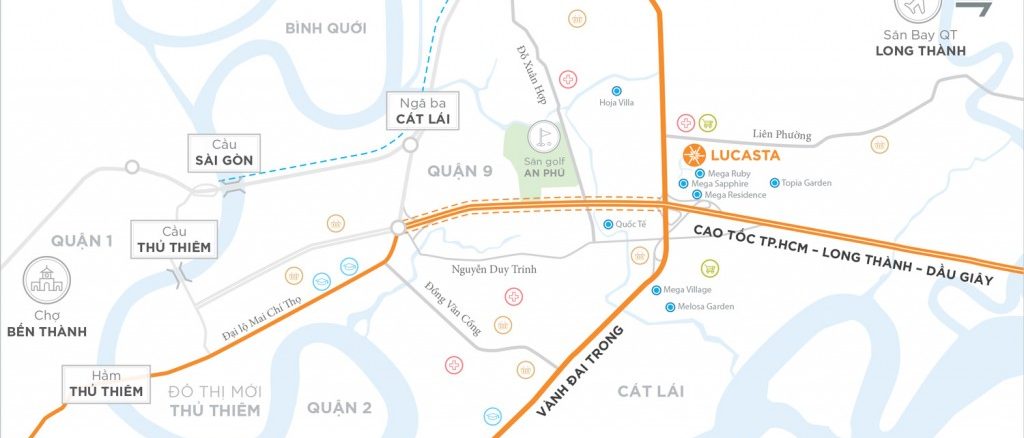 BÌNH QUỚI
Sân Bay QT
LONG THÀNH
Đỗ Xuân Hợp
Hoja Villa
Ngã ba
CÁT LÁI
Liên Phường
Cầu
SÀI GÒN
Sân golf
AN PHÚ
LUCASTA
QUẬN 9
Mega Ruby
Mega Sapphire
Topia Garden
Mega Residence
Cầu
THỦ THIÊM
QUẬN 1
Quốc Tế
CAO TỐC TP.HCM – LONG THÀNH – DẦU GIÂY
Nguyễn Duy Trinh
Mega Village
Đồng Văn Cống
Melosa Garden
Chợ
BẾN THÀNH
Đại lộ Mai Chí Thọ
VÀNH ĐAI TRONG
Hầm
THỦ THIÊM
ĐÔ THỊ MỚI
THỦ THIÊM
QUẬN 2
CÁT LÁI